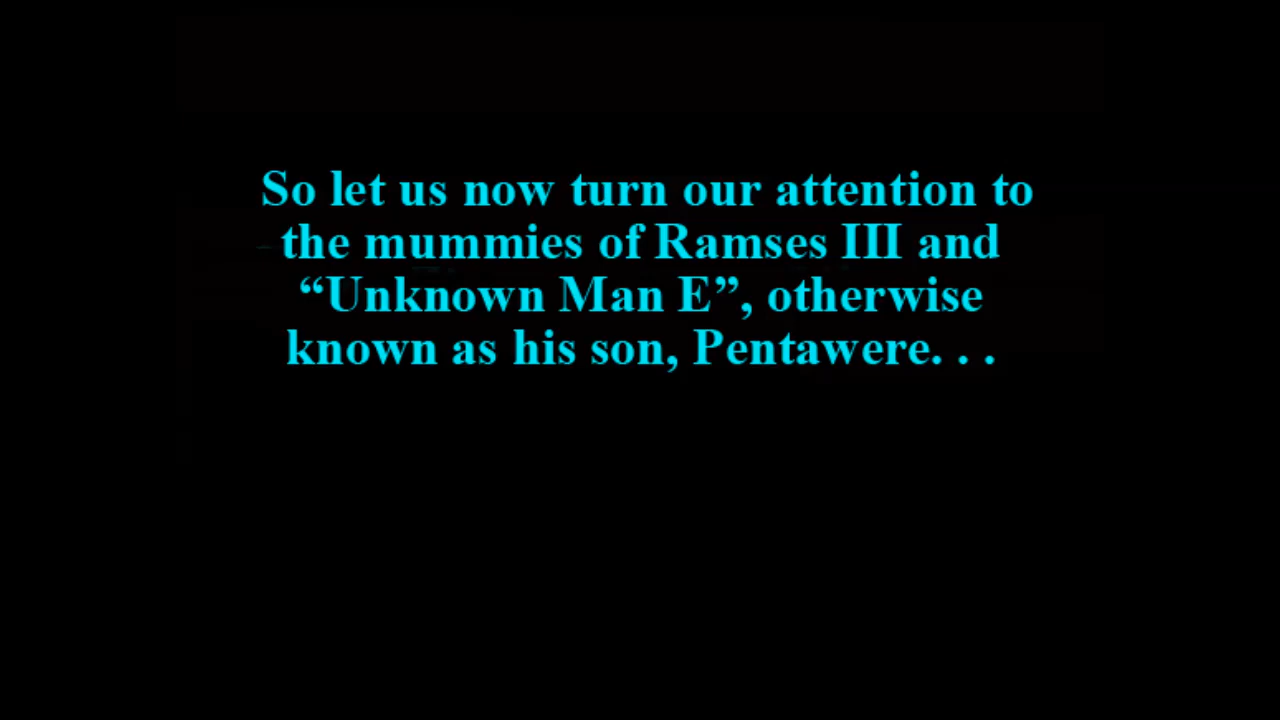 So let us now turn our attention to
the mummies of Ramses III and
“Unknown Man E”, otherwise
known as his son, Pentawere. . .